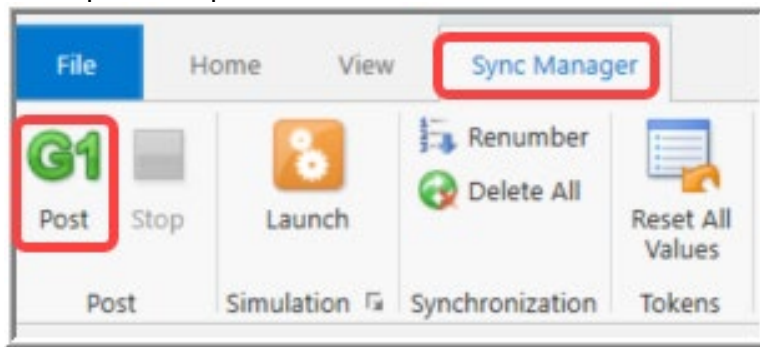 File Home View Sync Manager
G1
Post Stop Launch Renumber
Delete All
Reset All
Values
Post Simulation Synchronization Tokens